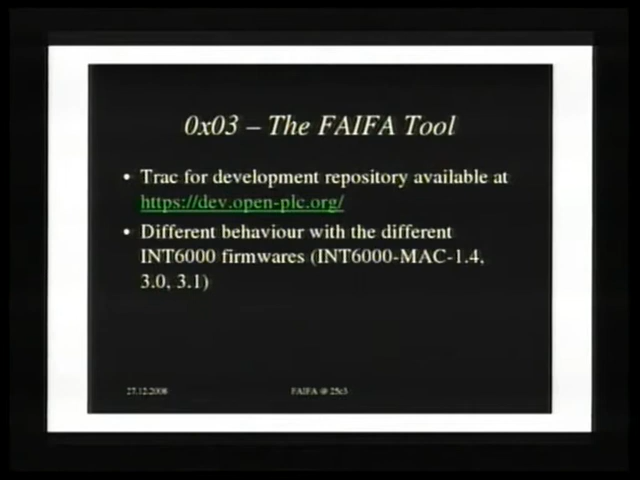 0x03 – The FAIFA Tool
• Trac for development repository available at
https://dev.open-plc.org/
• Different behaviour with the different
INT6000 firmwares (INT6000-MAC-1.4,
3.0, 3.1)
27.12.2008
FAIFA @ 25c3